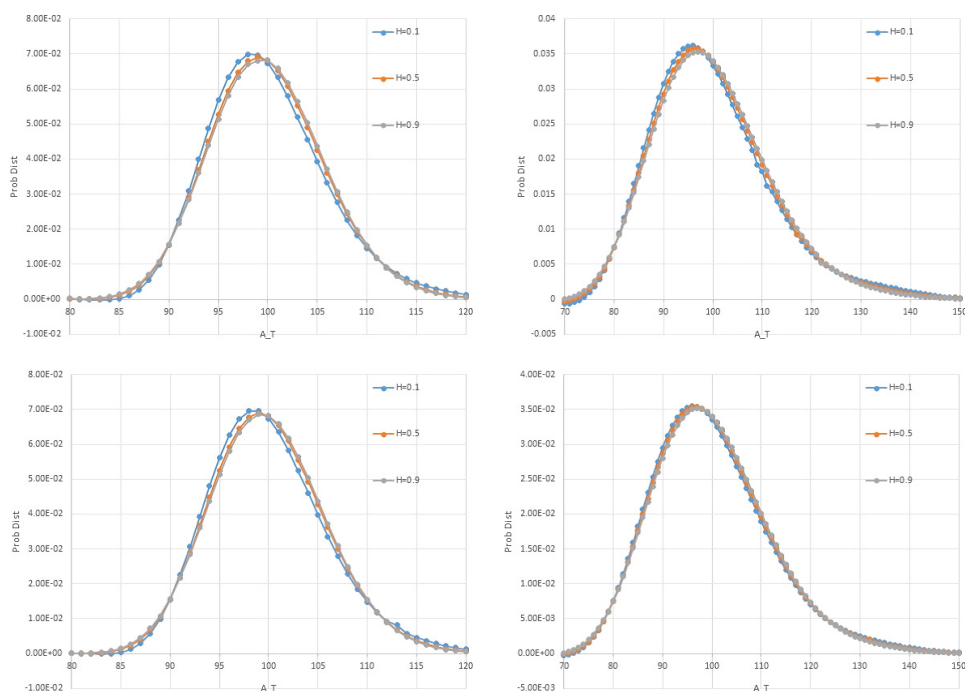 8.00E-02
7.00E-02
6.00E-02
5.00E-02
4.00E-02
3.00E-02
2.00E-02
1.00E-02
0.00E+00
-1.00E-02
Prob Dist
80 85 90 95 100 105 110 115 120
A_T
H=0.1
H=0.5
H=0.9
0.04
0.035
0.03
0.025
0.02
0.015
0.01
0.005
0
-0.005
Prob Dist
70 80 90 100 110 120 130 140 150
A_T
H=0.1
H=0.5
H=0.9
8.00E-02
7.00E-02
6.00E-02
5.00E-02
4.00E-02
3.00E-02
2.00E-02
1.00E-02
0.00E+00
-1.00E-02
Prob Dist
80 85 90 95 100 105 110 115 120
A_T
H=0.1
H=0.5
H=0.9
4.00E-02
3.50E-02
3.00E-02
2.50E-02
2.00E-02
1.50E-02
1.00E-02
5.00E-03
0.00E+00
-5.00E-03
Prob Dist
70 80 90 100 110 120 130 140 150
A_T
H=0.1
H=0.5
H=0.9